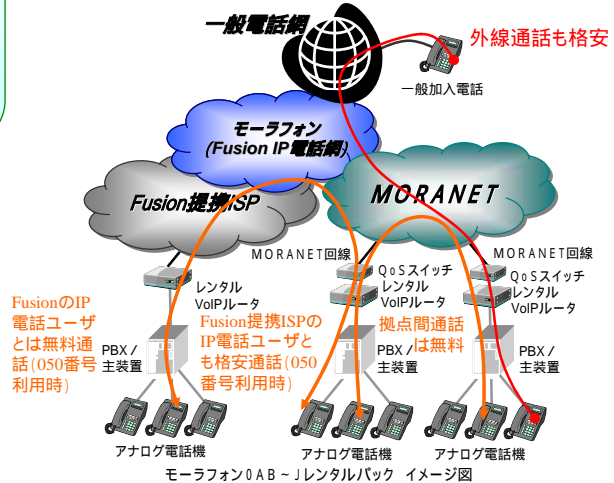 一般電話網
外線通話も格安
一般加入電話
モーラフォン
(Fusion IP電話網)
Fusion提携ISP
MORANET
MORANET回線
MORANET回線
QoSスイッチ
レンタル
VoIPルータ
QoSスイッチ
レンタル
VoIPルータ
レンタル
VoIPルータ
FusionのIP
電話ユーザ
とは無料通
話(050番号
利用時)
Fusion提携ISPの
IP電話ユーザと
も格安通話(050
番号利用時)
拠点間通話
は無料
PBX/
主装置
PBX/
主装置
PBX/
主装置
アナログ電話機
アナログ電話機
アナログ電話機
モーラフォン0AB~Jレンタルパック イメージ図